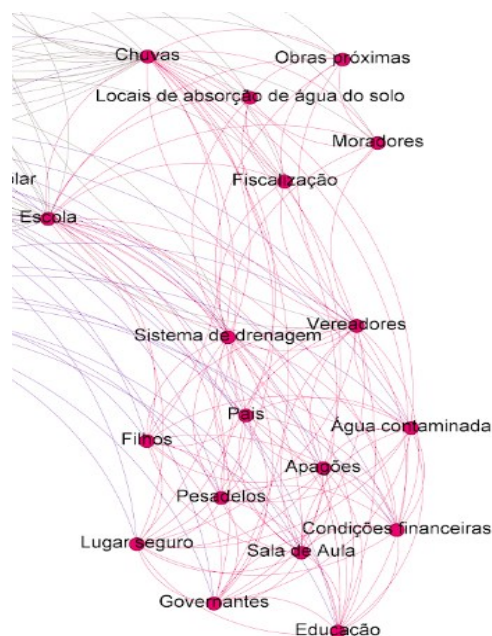 Chuvas
Obras próximas
Locais de absorção de água do solo
Moradores
Fiscalização
olar
Escola
Vereadores
Sistema de drenagem
Pais
Água contaminada
Filhos
Apagões
Pesadelos
Condições financeiras
Lugar seguro
Sala de Aula
Governantes
Educação